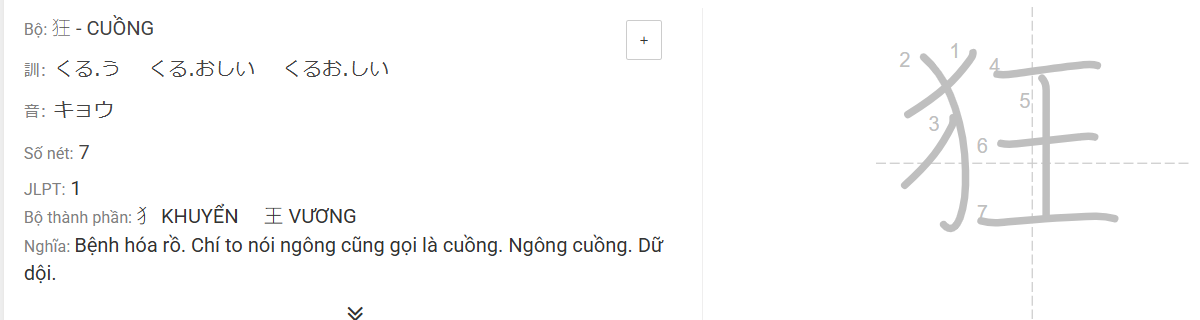 Bộ: 狂 - CUỒNG
+
訓: くる.う くる.おしい くるお.しい
音: キョウ
Số nét: 7
JLPT: 1
Bộ thành phần: 犭 KHUYỂN 王 VƯƠNG
Nghĩa: Bệnh hóa rồ. Chí to nói ngông cũng gọi là cuồng. Ngông cuồng. Dữ
dội.
狂
1
2
4
5
3
6
7